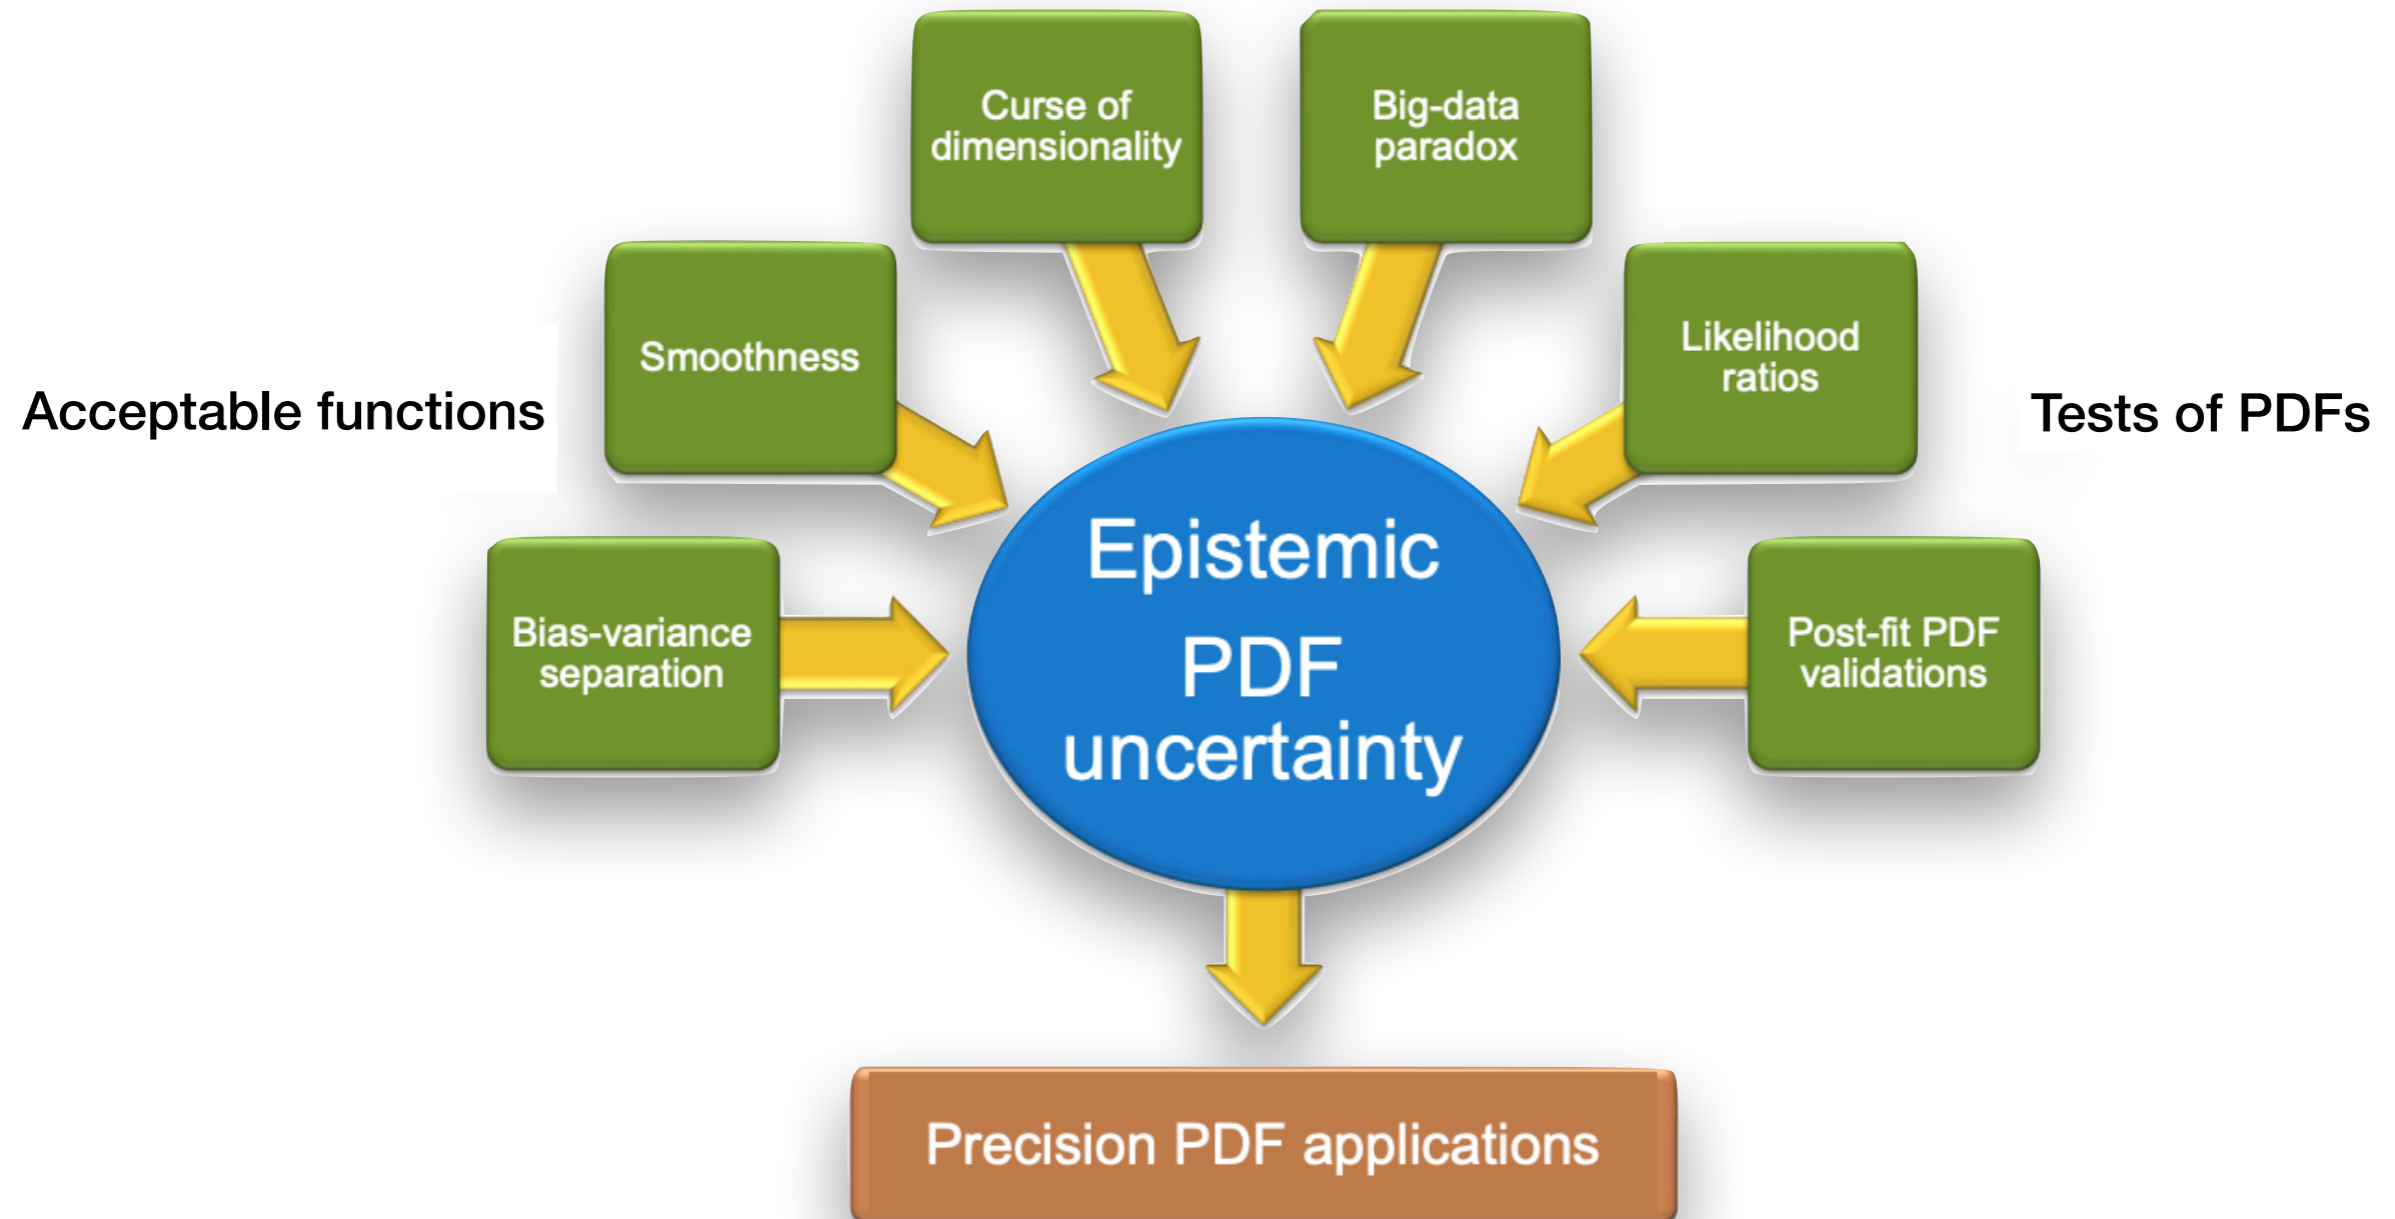 Curse of
dimensionality
Big-data
paradox
Smoothness
Likelihood
ratios
Acceptable functions
Tests of PDFs
Bias-variance
separation
Epistemic
PDF
uncertainty
Post-fit PDF
validations
Precision PDF applications